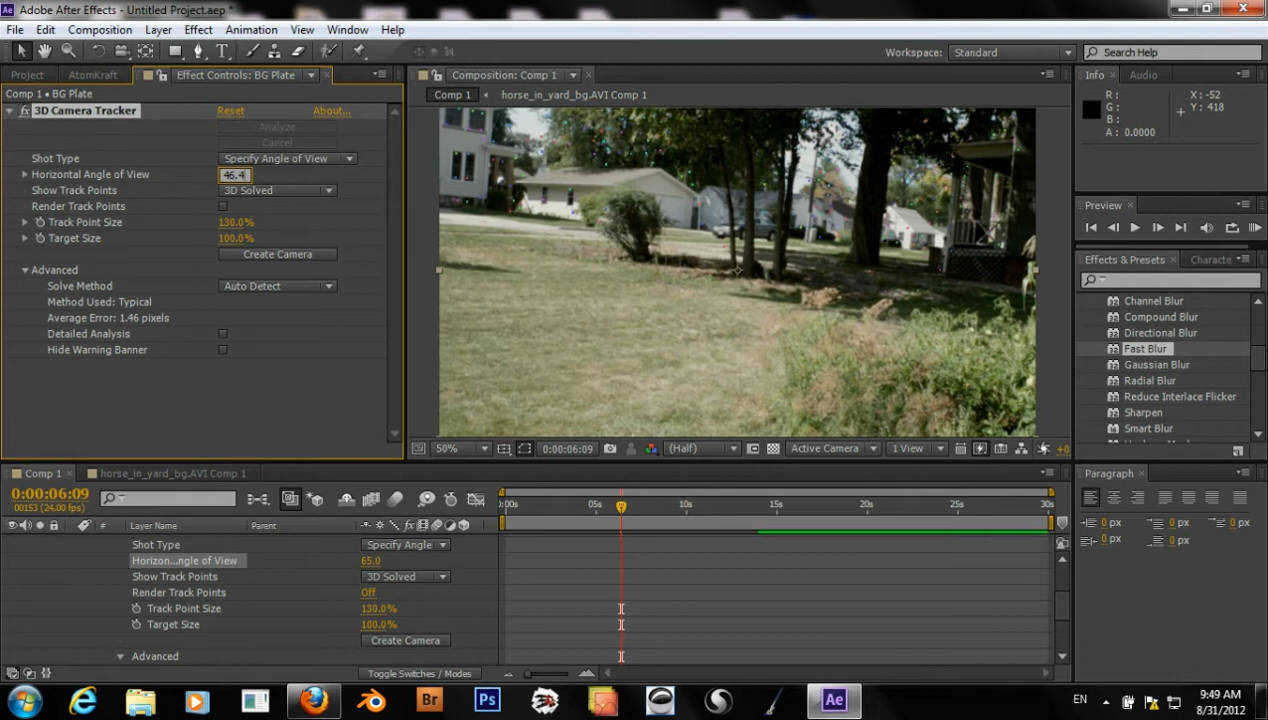 Ae Adobe After Effects - Untitled Project.aep *
File Edit Composition Layer Effect Animation View Window Help
T Workspace: Standard Search Help
Project AtomKraft Effect Controls: BG Plate Composition: Comp 1 Info Audio
Comp 1 • BG Plate
Comp 1 horse_in_yard_bg.AVI Comp 1
fx 3D Camera Tracker Reset About...
Analyze
Cancel
Shot Type Specify Angle of View
Horizontal Angle of View 46.4
Show Track Points 3D Solved
Render Track Points
Track Point Size 130.0%
Target Size 100.0%
Create Camera
Advanced
Solve Method Auto Detect
Method Used: Typical
Average Error: 1.46 pixels
Detailed Analysis
Hide Warning Banner
50% 0:00:06:09 (Half) Active Camera 1 View +0
R :
G :
B :
A : 0.0000
X : -52
Y : 418
Preview
Effects & Presets Characte
Channel Blur
Compound Blur
Directional Blur
Fast Blur
Gaussian Blur
Radial Blur
Reduce Interlace Flicker
Sharpen
Smart Blur
Comp 1 horse_in_yard_bg.AVI Comp 1
0:00:06:09
00153 (24.00 fps)
# Layer Name Parent fx
:00s 05s 10s 15s 20s 25s 30s
Shot Type Specify Angle
Horizon...ngle of View 65.0
Show Track Points 3D Solved
Render Track Points Off
Track Point Size 130.0%
Target Size 100.0%
Create Camera
Advanced
Toggle Switches / Modes
Paragraph
0 px 0 px 0 px
0 px 0 px
Br Ps Ae EN
9:49 AM
8/31/2012